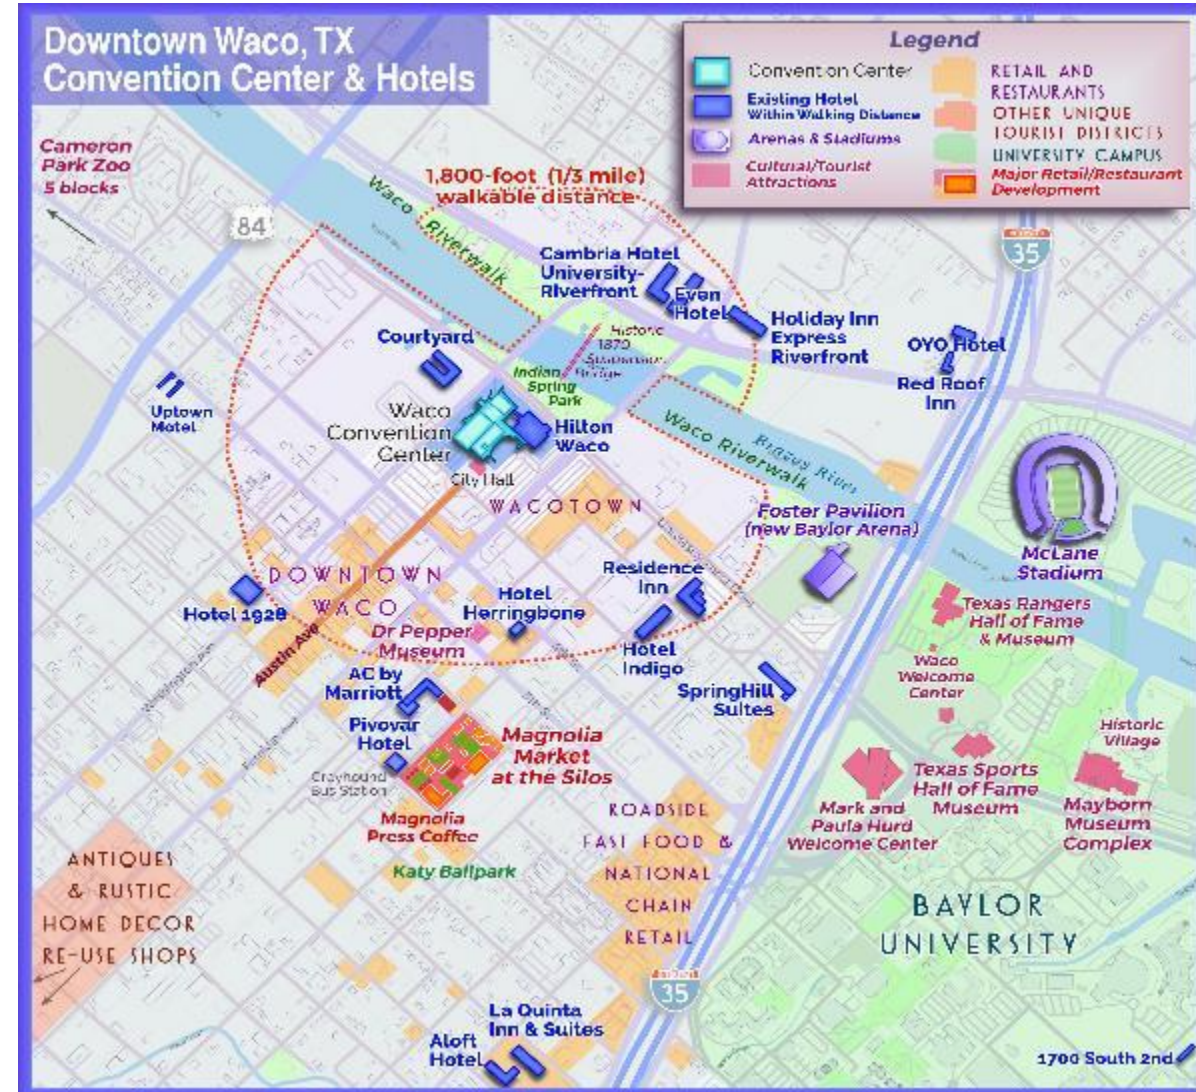 Downtown Waco, TX
Convention Center & Hotels
Legend
Convention Center
Existing Hotel
Within Walking Distance
Arenas & Stadiums
Cultural/Tourist
Attractions
RETAIL AND
RESTAURANTS
OTHER UNIQUE
TOURIST DISTRICTS
UNIVERSITY CAMPUS
Major Retail/Restaurant
Development
Cameron
Park Zoo
5 blocks
84
1,800-foot (1/3 mile)
walkable distance
Waco Riverwalk
35
Cambria Hotel
University-
Riverfront
Even
Hotel
Holiday Inn
Express
Riverfront
Historic
1870
Suspension
Bridge
OYO Hotel
Red Roof
Inn
Courtyard
Indian
Spring
Park
Uptown
Motel
Waco
Convention
Center
Hilton
Waco
Waco Riverwalk
Brazos River
City Hall
WACOTOWN
Foster Pavilion
(new Baylor Arena)
McLane
Stadium
DOWNTOWN
WACO
Hotel 1928
Austin Ave
Dr Pepper
Museum
Hotel
Herringbone
Residence
Inn
Hotel
Indigo
Texas Rangers
Hall of Fame
& Museum
Waco
Welcome
Center
AC by
Marriott
SpringHill
Suites
Pivovar
Hotel
Magnolia
Market
at the Silos
Greyhound
Bus Station
Magnolia
Press Coffee
Katy Ballpark
Historic
Village
Texas Sports
Hall of Fame
Museum
Mark and
Paula Hurd
Welcome Center
Mayborn
Museum
Complex
ROADSIDE
FAST FOOD &
NATIONAL
CHAIN
RETAIL
ANTIQUES
& RUSTIC
HOME DECOR
RE-USE SHOPS
BAYLOR
UNIVERSITY
35
La Quinta
Inn & Suites
Aloft
Hotel
1700 South 2nd